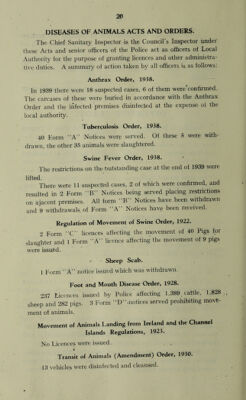 20
DISEASES OF ANIMALS ACTS AND ORDERS.
The Chief Sanitary Inspector is the Council's Inspector under
these Acts and senior officers of the Police act as officers of Local
Authority for the purpose of granting licences and other administra-
tive duties. A summary of action taken by all officers is as follows:
Anthrax Order, 1938.
In 1939 there were 18 suspected cases, 6 of them were confirmed.
The carcases of these were buried in accordance with the Anthrax
Order and the infected premises disinfected at the expense of the
local authority.
Tuberculosis Order, 1938.
40 Form "A" Notices were served. Of these 8 were with-
drawn, the other 35 animals were slaughtered.
Swine Fever Order, 1938.
The restrictions on the outstanding case at the end of 1939 were
lifted.
There were 11 suspected cases, 2 of which were confirmed, and
resulted in 2 Form "B" Notices being served placing restrictions
on ajacent premises. All form "B" Notices have been withdrawn
and 9 withdrawals of Form "A" Notices have been received.
Regulation of Movement of Swine Order, 1922.
2 Form "C" licences affecting the movement of 40 Pigs for
slaughter and 1 Form "A" licence affecting the movement of 9 pigs
were issued.
Sheep Scab.
1 Form "A" notice issued which was withdrawn.
Foot and Mouth Disease Order, 1928.
237 Licences issued by Police affecting 1,380 cattle, 1,828
sheep and 282 pigs. 3 Form "D" notices served prohibiting move-
ment of animals.
Movement of Animals Landing from Ireland and the Channel
Islands Regulations, 1923.
No Licences were issued.
Transit of Animals (Amendment) Order, 1930.
13 vehicles were disinfected and cleansed.